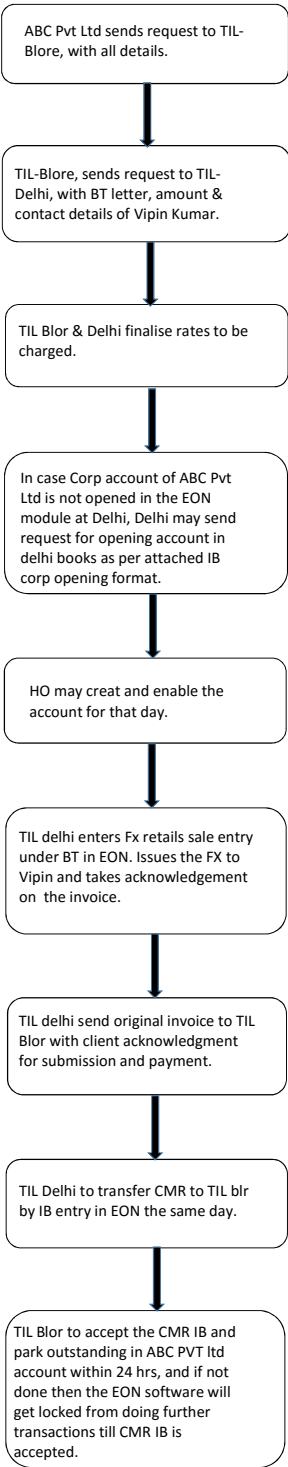 ABC Pvt Ltd sends request to TIL-
Blore, with all details.
TIL-Blore, sends request to TIL-
Delhi, with BT letter, amount &
contact details of Vipin Kumar.
TIL Blor & Delhi finalise rates to be
charged.
In case Corp account of ABC Pvt
Ltd is not opened in the EON
module at Delhi, Delhi may send
request for opening account in
delhi books as per attached IB
corp opening format.
HO may creat and enable the
account for that day.
TIL delhi enters Fx retails sale entry
under BT in EON. Issues the FX to
Vipin and takes acknowledgement
on the invoice.
TIL delhi send original invoice to TIL
Blor with client acknowledgment
for submission and payment.
TIL Delhi to transfer CMR to TIL blr
by IB entry in EON the same day.
TIL Blor to accept the CMR IB and
park outstanding in ABC PVT ltd
account within 24 hrs, and if not
done then the EON software will
get locked from doing further
transactions till CMR IB is
accepted.